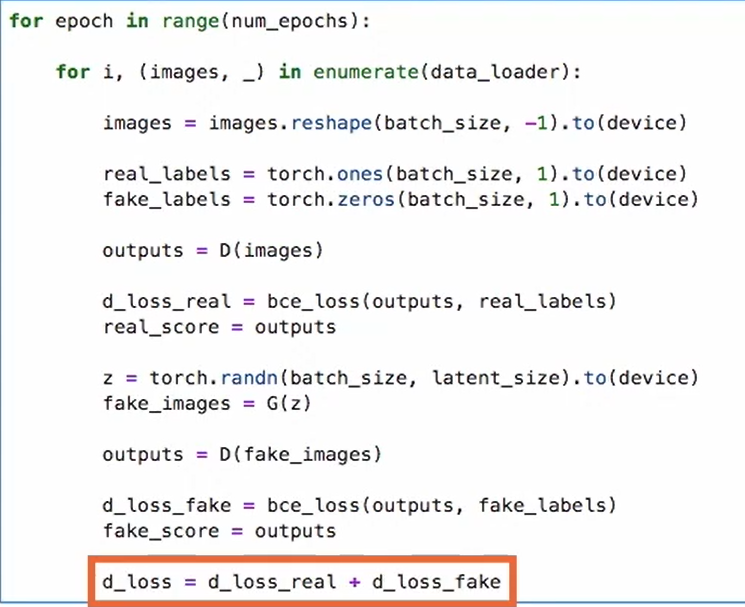 for epoch in range(num_epochs):
for i, (images, _) in enumerate(data_loader):
images = images.reshape(batch_size, -1).to(device)
real_labels = torch.ones(batch_size, 1).to(device)
fake_labels = torch.zeros(batch_size, 1).to(device)
outputs = D(images)
d_loss_real = bce_loss(outputs, real_labels)
real_score = outputs
z = torch.randn(batch_size, latent_size).to(device)
fake_images = G(z)
outputs = D(fake_images)
d_loss_fake = bce_loss(outputs, fake_labels)
fake_score = outputs
d_loss = d_loss_real + d_loss_fake